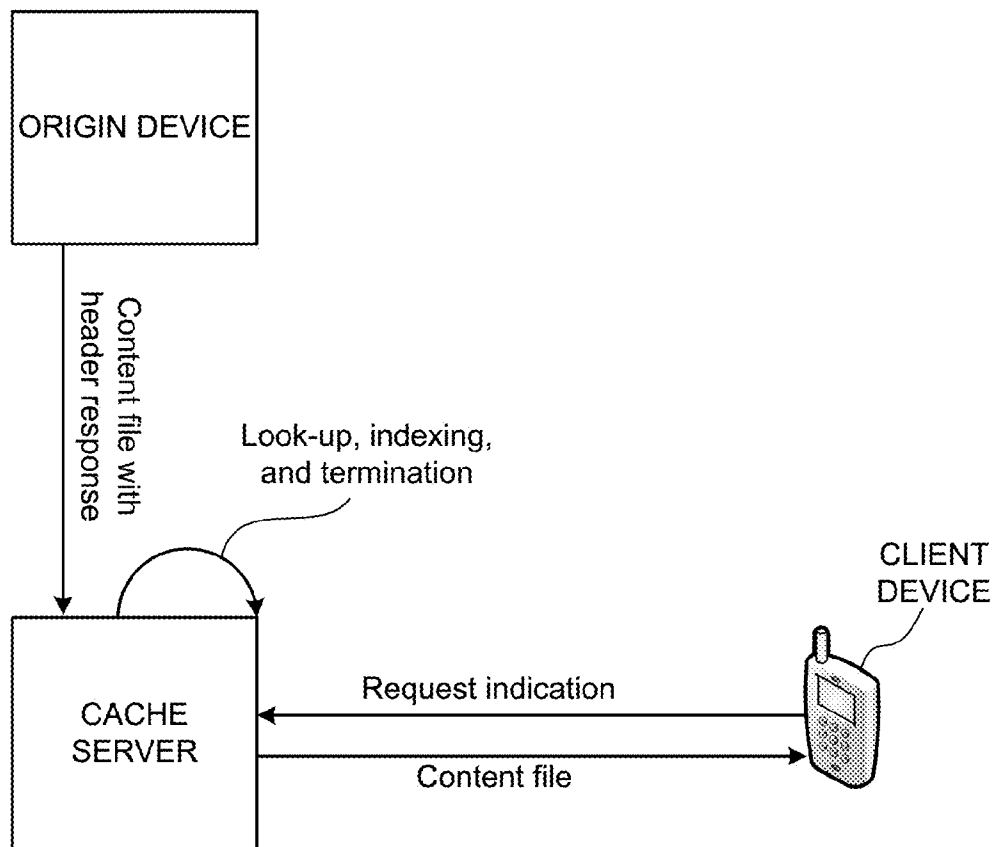 ORIGIN DEVICE
Content file with
header response
Look-up, indexing,
and termination
CLIENT
DEVICE
Request indication
CACHE
SERVER
Content file